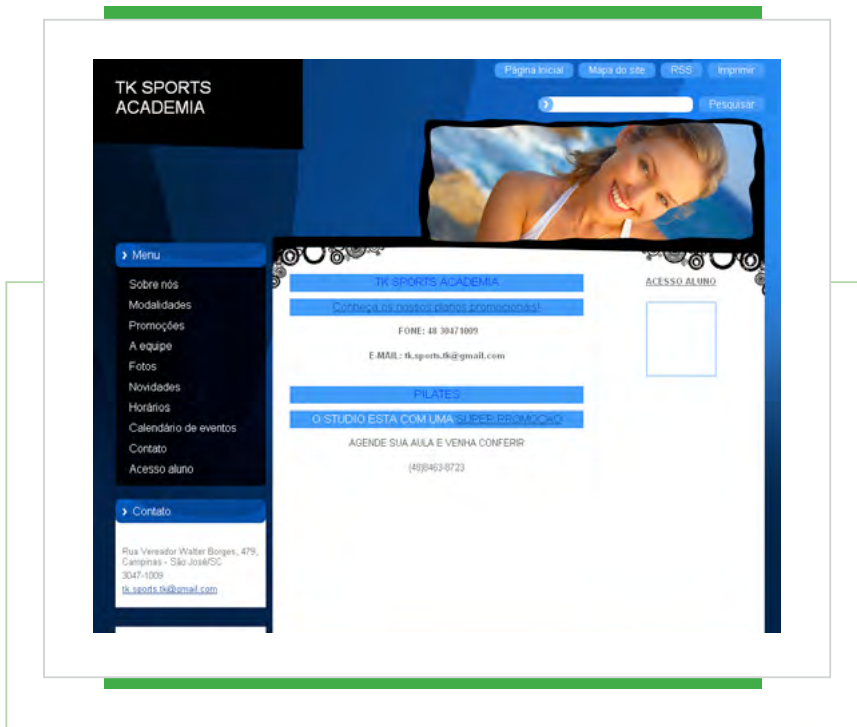 TK SPORTS
ACADEMIA
Página Inicial
Mapa do site
RSS
Imprimir
Pesquisar
Menu
Sobre nós
Modalidades
Promoções
A equipe
Fotos
Novidades
Horários
Calendário de eventos
Contato
Acesso aluno
Contato
Rua Vereador Walter Borges, 479,
Campinas - São José/SC
3047-1009
tk.sports.tk@gmail.com
TK SPORTS ACADEMIA
Conheça os nossos planos promocionais!
FONE: 48 30471009
E-MAIL: tk.sports.tk@gmail.com
PILATES
O STUDIO ESTA COM UMA SUPER PROMOÇÃO
AGENDE SUA AULA E VENHA CONFERIR
(48)8463-8723
ACESSO ALUNO